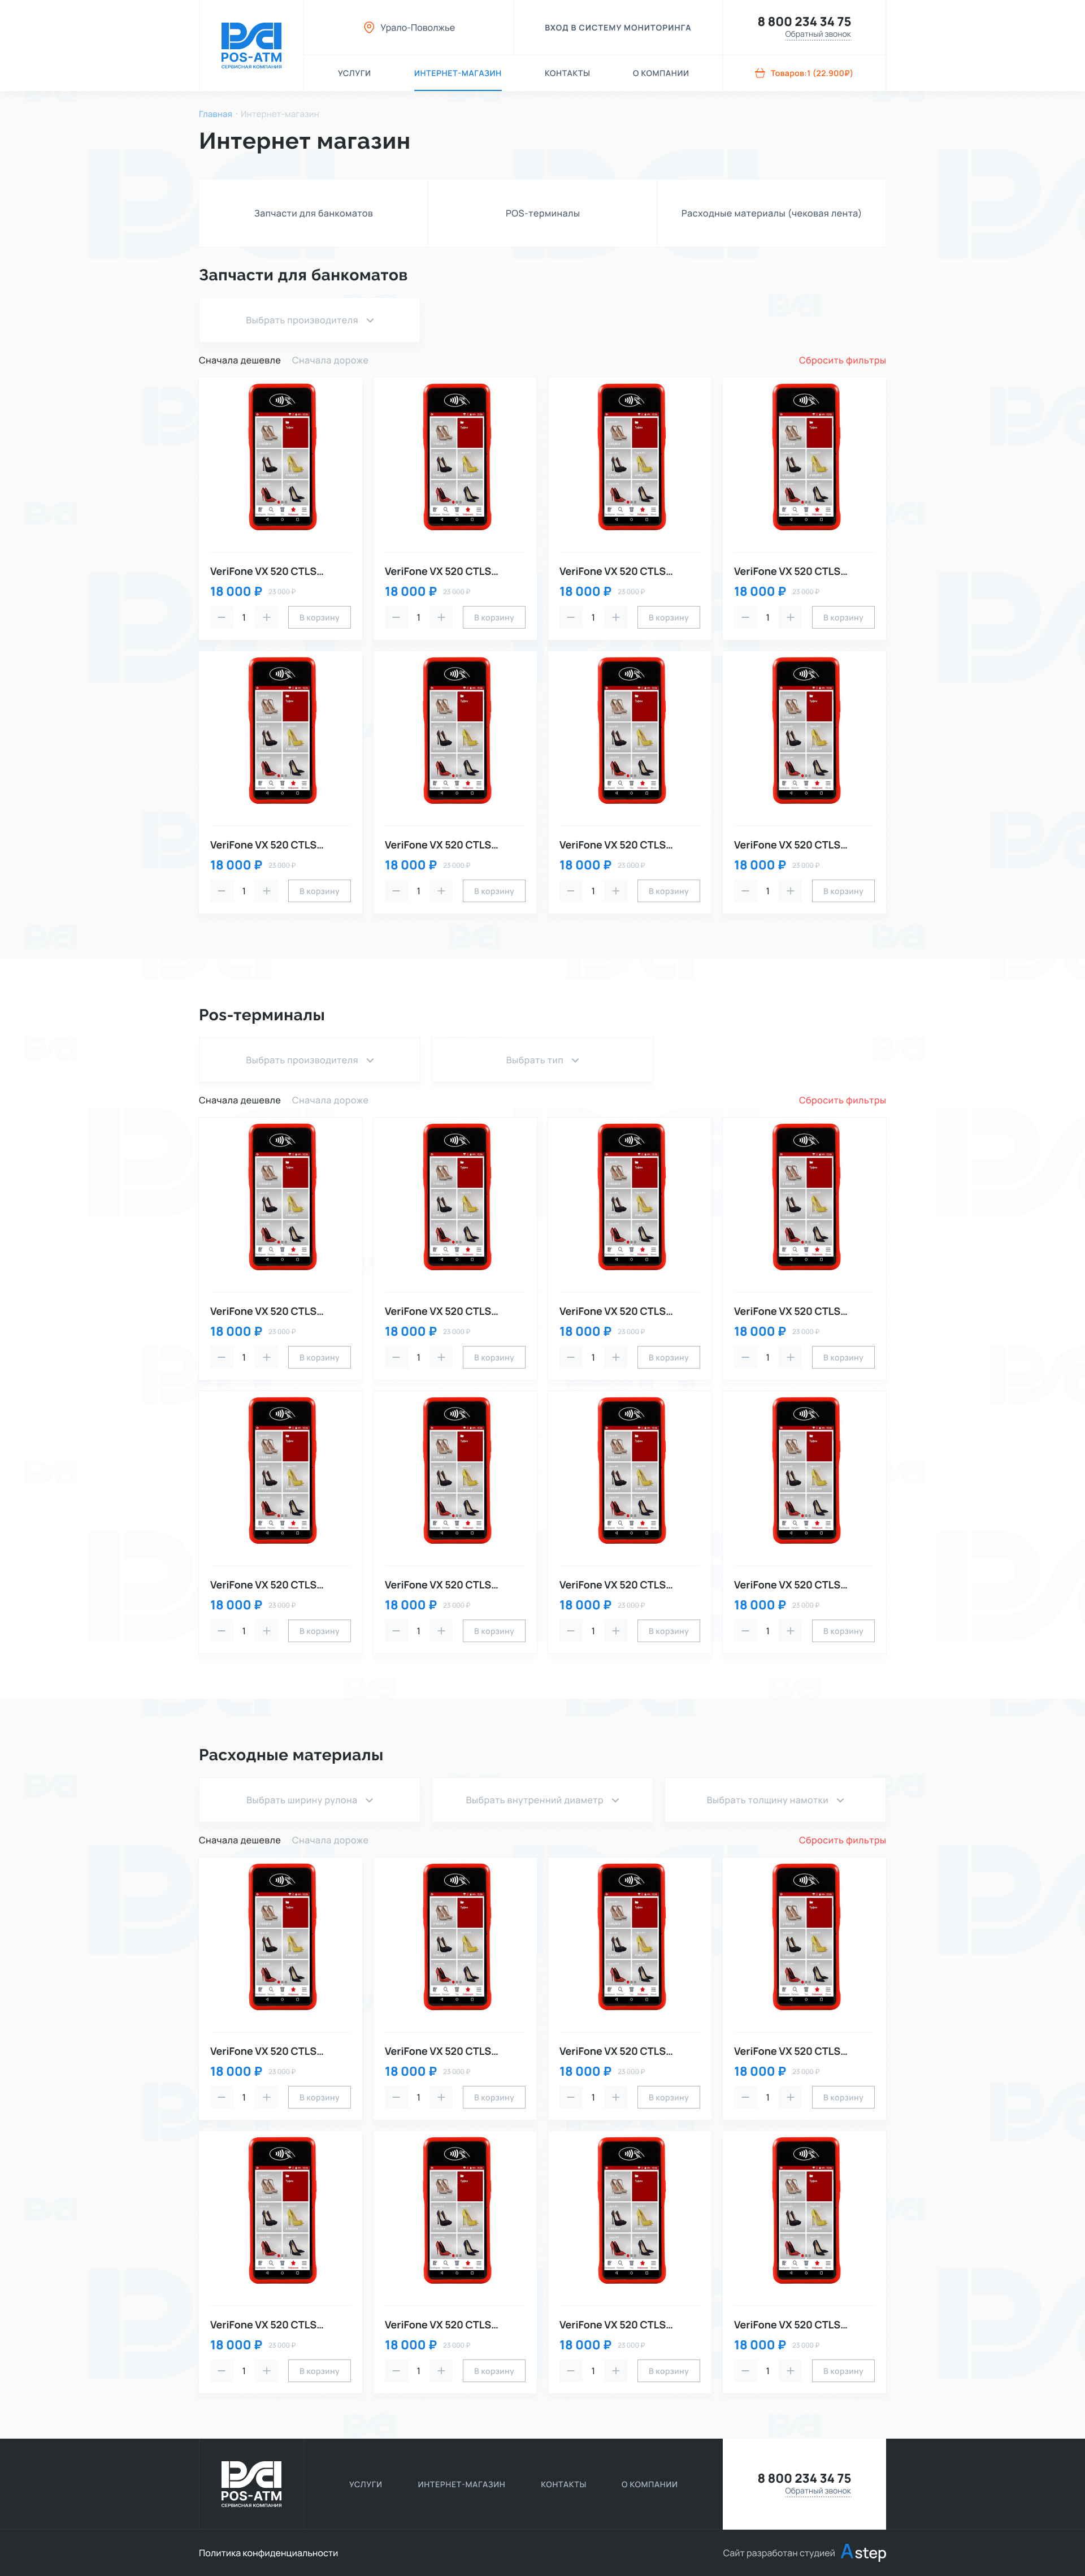 POS-ATM
СЕРВИСНАЯ КОМПАНИЯ
Урало-Поволжье
ВХОД В СИСТЕМУ МОНИТОРИНГА
8 800 234 34 75
Обратный звонок
УСЛУГИ
ИНТЕРНЕТ-МАГАЗИН
КОНТАКТЫ
О КОМПАНИИ
Товаров:1 (22.900₽)
Главная · Интернет-магазин
Интернет магазин
Запчасти для банкоматов
POS-терминалы
Расходные материалы (чековая лента)
Запчасти для банкоматов
Выбрать производителя
Сначала дешевле Сначала дороже Сбросить фильтры
VeriFone VX 520 CTLS... VeriFone VX 520 CTLS... VeriFone VX 520 CTLS... VeriFone VX 520 CTLS...
18 000 ₽ 23 000 ₽ 18 000 ₽ 23 000 ₽ 18 000 ₽ 23 000 ₽ 18 000 ₽ 23 000 ₽
— 1 + В корзину — 1 + В корзину — 1 + В корзину — 1 + В корзину
VeriFone VX 520 CTLS... VeriFone VX 520 CTLS... VeriFone VX 520 CTLS... VeriFone VX 520 CTLS...
18 000 ₽ 23 000 ₽ 18 000 ₽ 23 000 ₽ 18 000 ₽ 23 000 ₽ 18 000 ₽ 23 000 ₽
— 1 + В корзину — 1 + В корзину — 1 + В корзину — 1 + В корзину
Pos-терминалы
Выбрать производителя Выбрать тип
Сначала дешевле Сначала дороже Сбросить фильтры
VeriFone VX 520 CTLS... VeriFone VX 520 CTLS... VeriFone VX 520 CTLS... VeriFone VX 520 CTLS...
18 000 ₽ 23 000 ₽ 18 000 ₽ 23 000 ₽ 18 000 ₽ 23 000 ₽ 18 000 ₽ 23 000 ₽
— 1 + В корзину — 1 + В корзину — 1 + В корзину — 1 + В корзину
VeriFone VX 520 CTLS... VeriFone VX 520 CTLS... VeriFone VX 520 CTLS... VeriFone VX 520 CTLS...
18 000 ₽ 23 000 ₽ 18 000 ₽ 23 000 ₽ 18 000 ₽ 23 000 ₽ 18 000 ₽ 23 000 ₽
— 1 + В корзину — 1 + В корзину — 1 + В корзину — 1 + В корзину
Расходные материалы
Выбрать ширину рулона Выбрать внутренний диаметр Выбрать толщину намотки
Сначала дешевле Сначала дороже Сбросить фильтры
VeriFone VX 520 CTLS... VeriFone VX 520 CTLS... VeriFone VX 520 CTLS... VeriFone VX 520 CTLS...
18 000 ₽ 23 000 ₽ 18 000 ₽ 23 000 ₽ 18 000 ₽ 23 000 ₽ 18 000 ₽ 23 000 ₽
— 1 + В корзину — 1 + В корзину — 1 + В корзину — 1 + В корзину
VeriFone VX 520 CTLS... VeriFone VX 520 CTLS... VeriFone VX 520 CTLS... VeriFone VX 520 CTLS...
18 000 ₽ 23 000 ₽ 18 000 ₽ 23 000 ₽ 18 000 ₽ 23 000 ₽ 18 000 ₽ 23 000 ₽
— 1 + В корзину — 1 + В корзину — 1 + В корзину — 1 + В корзину
POS-ATM
СЕРВИСНАЯ КОМПАНИЯ
УСЛУГИ
ИНТЕРНЕТ-МАГАЗИН
КОНТАКТЫ
О КОМПАНИИ
8 800 234 34 75
Обратный звонок
Политика конфиденциальности
Сайт разработан студией Astep